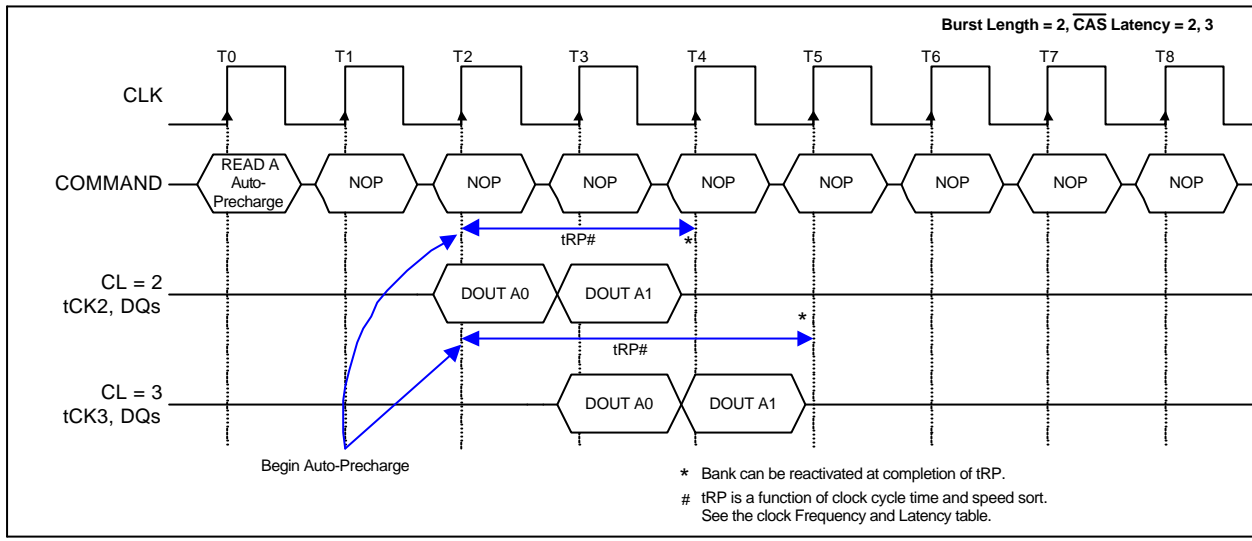 Burst Length = 2, CAS Latency = 2, 3
T0 T1 T2 T3 T4 T5 T6 T7 T8
CLK
COMMAND
READ A
Auto-
Precharge
NOP NOP NOP NOP NOP NOP NOP NOP
tRP#
*
CL = 2
tCK2, DQs
DOUT A0 DOUT A1
*
tRP#
CL = 3
tCK3, DQs
DOUT A0 DOUT A1
Begin Auto-Precharge
* Bank can be reactivated at completion of tRP.
# tRP is a function of clock cycle time and speed sort.
See the clock Frequency and Latency table.